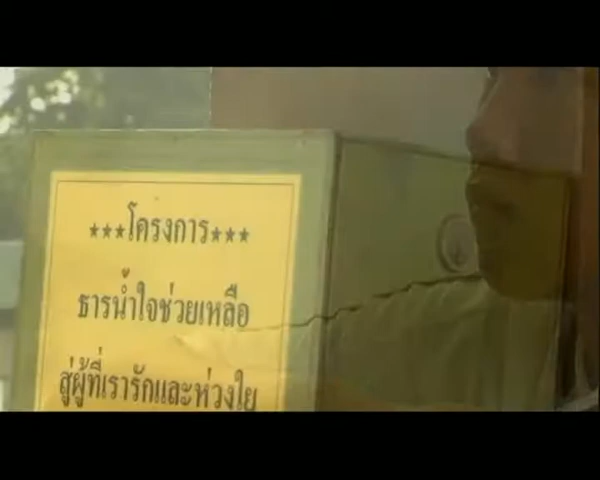 ***โครงการ***
ธารน้ำใจช่วยเหลือ
สู่ผู้ที่เรารักและห่วงใย